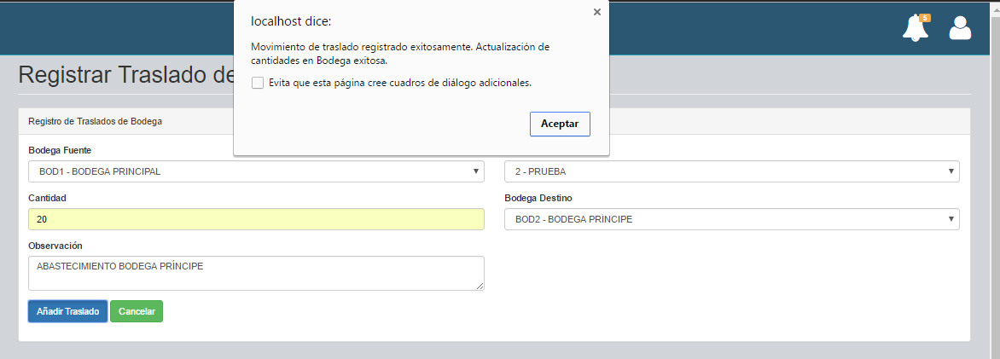 localhost dice:
Movimiento de traslado registrado exitosamente. Actualización de
cantidades en Bodega exitosa.
Evita que esta página cree cuadros de diálogo adicionales.
Aceptar
5
Registrar Traslado de
Registro de Traslados de Bodega
Bodega Fuente
BOD1 - BODEGA PRINCIPAL
2 - PRUEBA
Cantidad
Bodega Destino
20
BOD2 - BODEGA PRÍNCIPE
Observación
ABASTECIMIENTO BODEGA PRÍNCIPE
Añadir Traslado
Cancelar